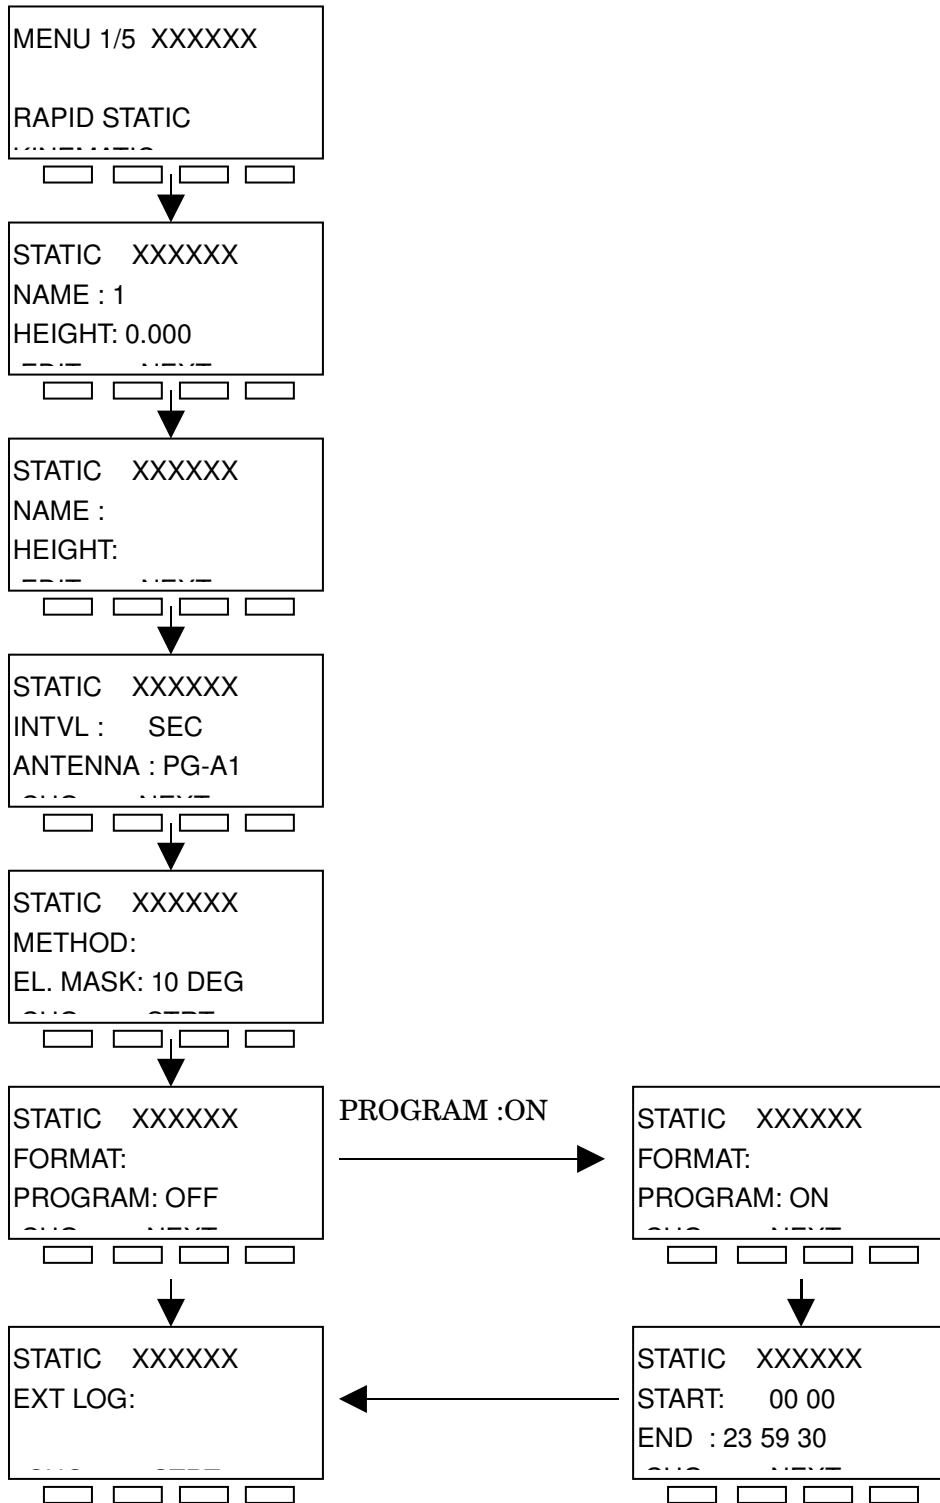 MENU 1/5 XXXXXX
RAPID STATIC
STATIC XXXXXX
NAME : 1
HEIGHT: 0.000
STATIC XXXXXX
NAME :
HEIGHT:
STATIC XXXXXX
INTVL : SEC
ANTENNA : PG-A1
STATIC XXXXXX
METHOD:
EL. MASK: 10 DEG
STATIC XXXXXX
FORMAT:
PROGRAM: OFF
PROGRAM :ON
STATIC XXXXXX
FORMAT:
PROGRAM: ON
STATIC XXXXXX
EXT LOG:
STATIC XXXXXX
START: 00 00
END : 23 59 30